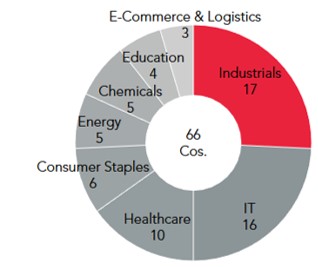 E-Commerce & Logistics
3
Education
4
Chemicals
5
Energy
5
Consumer Staples
6
Healthcare
10
IT
16
Industrials
17
66
Cos.